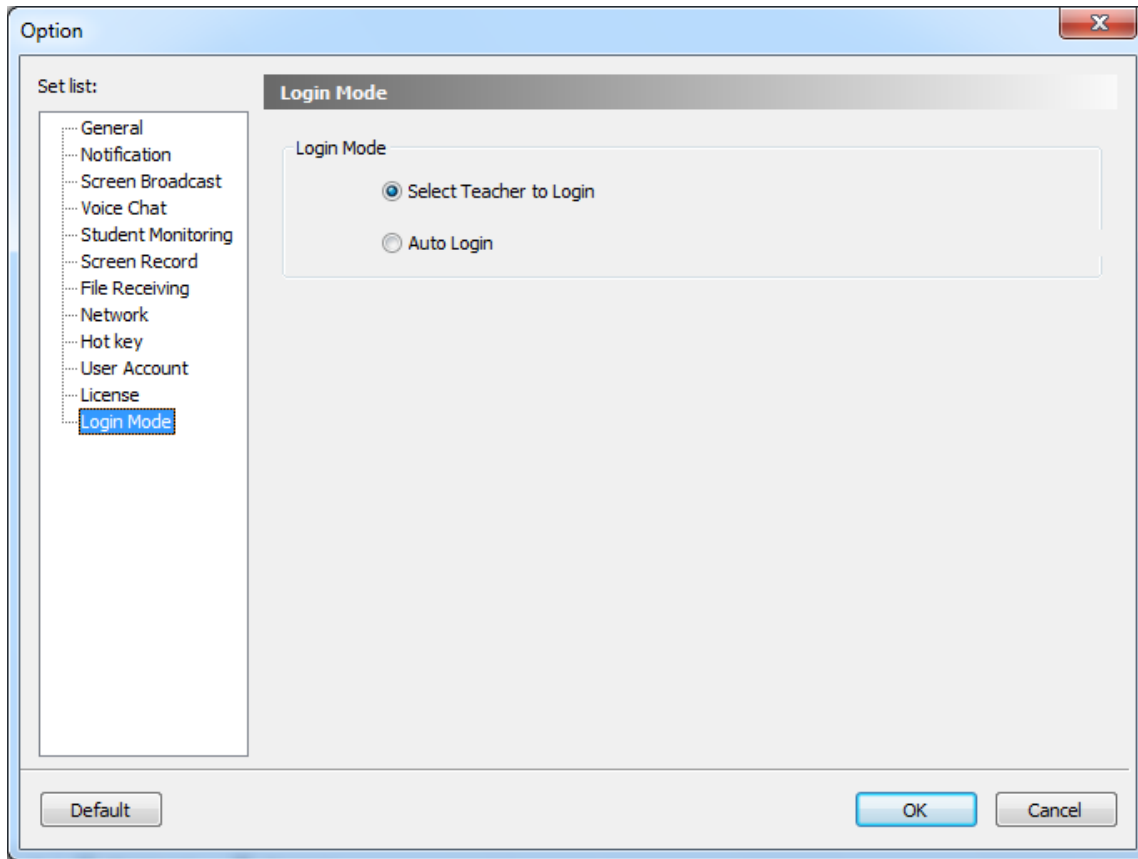 Option
Set list:
General
Notification
Screen Broadcast
Voice Chat
Student Monitoring
Screen Record
File Receiving
Network
Hot key
User Account
License
Login Mode
Login Mode
Login Mode
Select Teacher to Login
Auto Login
Default
OK
Cancel